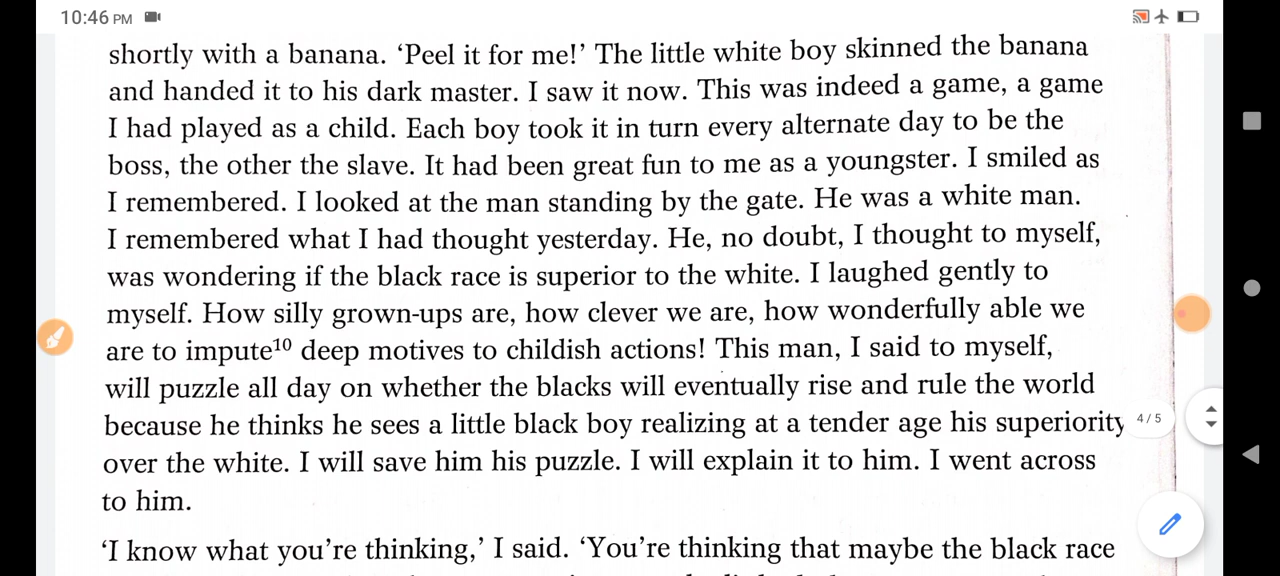 10:46 PM
shortly with a banana. ‘Peel it for me!’ The little white boy skinned the banana
and handed it to his dark master. I saw it now. This was indeed a game, a game
I had played as a child. Each boy took it in turn every alternate day to be the
boss, the other the slave. It had been great fun to me as a youngster. I smiled as
I remembered. I looked at the man standing by the gate. He was a white man.
I remembered what I had thought yesterday. He, no doubt, I thought to myself,
was wondering if the black race is superior to the white. I laughed gently to
myself. How silly grown-ups are, how clever we are, how wonderfully able we
are to impute¹⁰ deep motives to childish actions! This man, I said to myself,
will puzzle all day on whether the blacks will eventually rise and rule the world
because he thinks he sees a little black boy realizing at a tender age his superiority
4 / 5
over the white. I will save him his puzzle. I will explain it to him. I went across
to him.
‘I know what you’re thinking,’ I said. ‘You’re thinking that maybe the black race